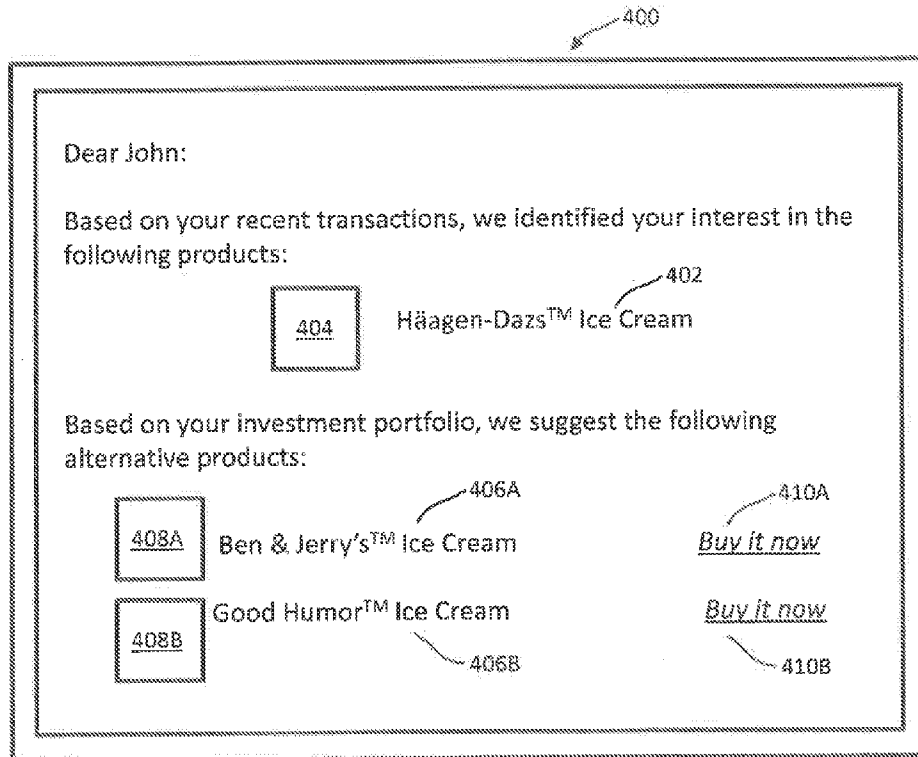 400
Dear John:
Based on your recent transactions, we identified your interest in the
following products:
402
404 Häagen-Dazs™ Ice Cream
Based on your investment portfolio, we suggest the following
alternative products:
406A 410A
408A Ben & Jerry's™ Ice Cream Buy it now
Good Humor™ Ice Cream Buy it now
408B
406B 410B